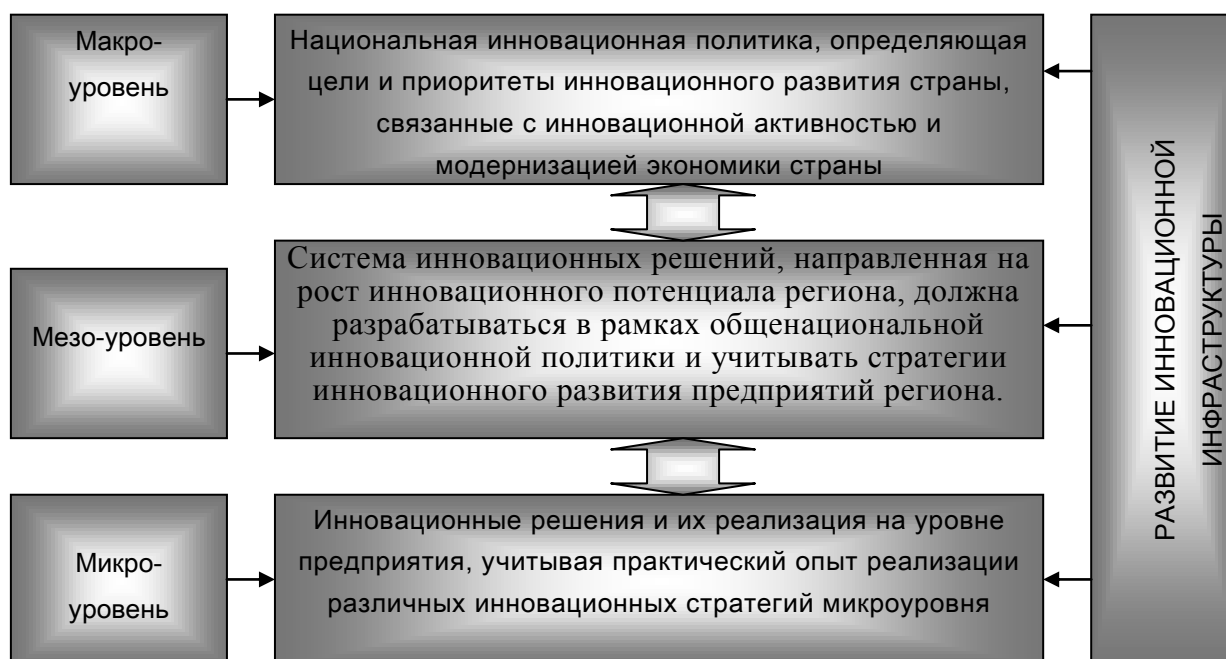 Макро-
уровень
Национальная инновационная политика, определяющая
цели и приоритеты инновационного развития страны,
связанные с инновационной активностью и
модернизацией экономики страны
Мезо-уровень
Система инновационных решений, направленная на
рост инновационного потенциала региона, должна
разрабатываться в рамках общенациональной
инновационной политики и учитывать стратегии
инновационного развития предприятий региона.
Микро-
уровень
Инновационные решения и их реализация на уровне
предприятия, учитывая практический опыт реализации
различных инновационных стратегий микроуровня
РАЗВИТИЕ ИННОВАЦИОННОЙ
ИНФРАСТРУКТУРЫ